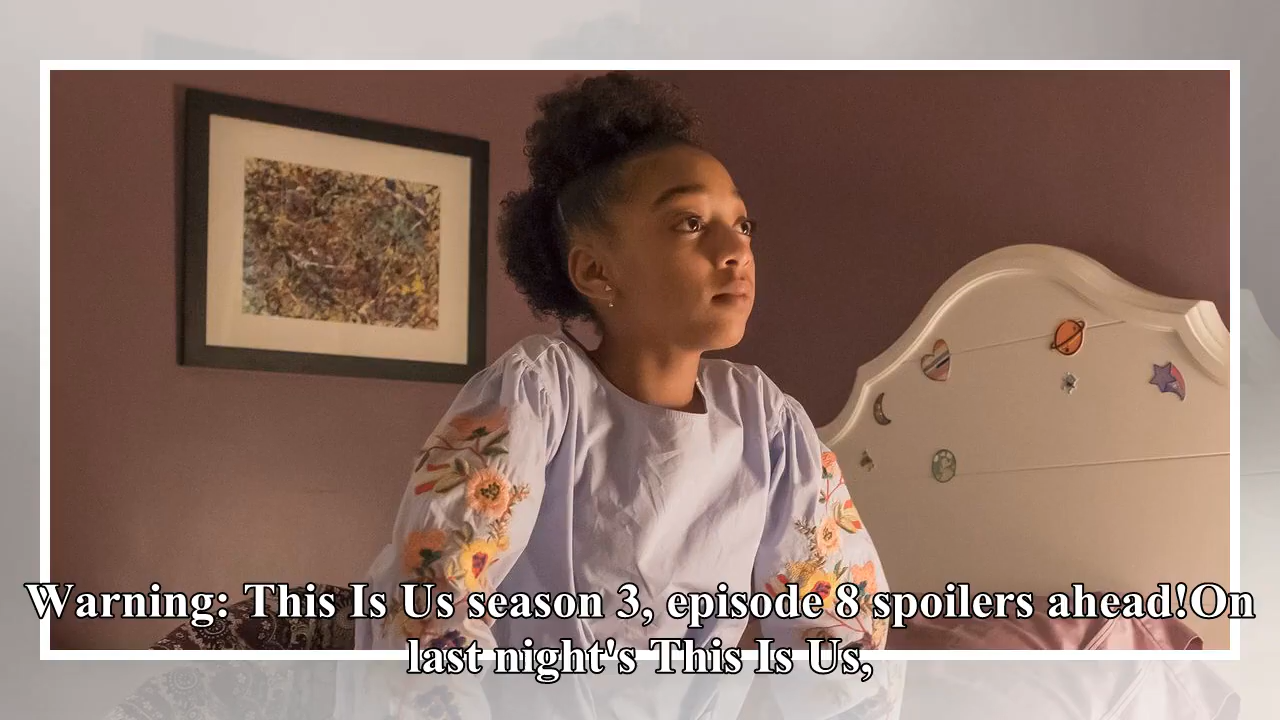 Warning: This Is Us season 3, episode 8 spoilers ahead!On
last night's This Is Us,